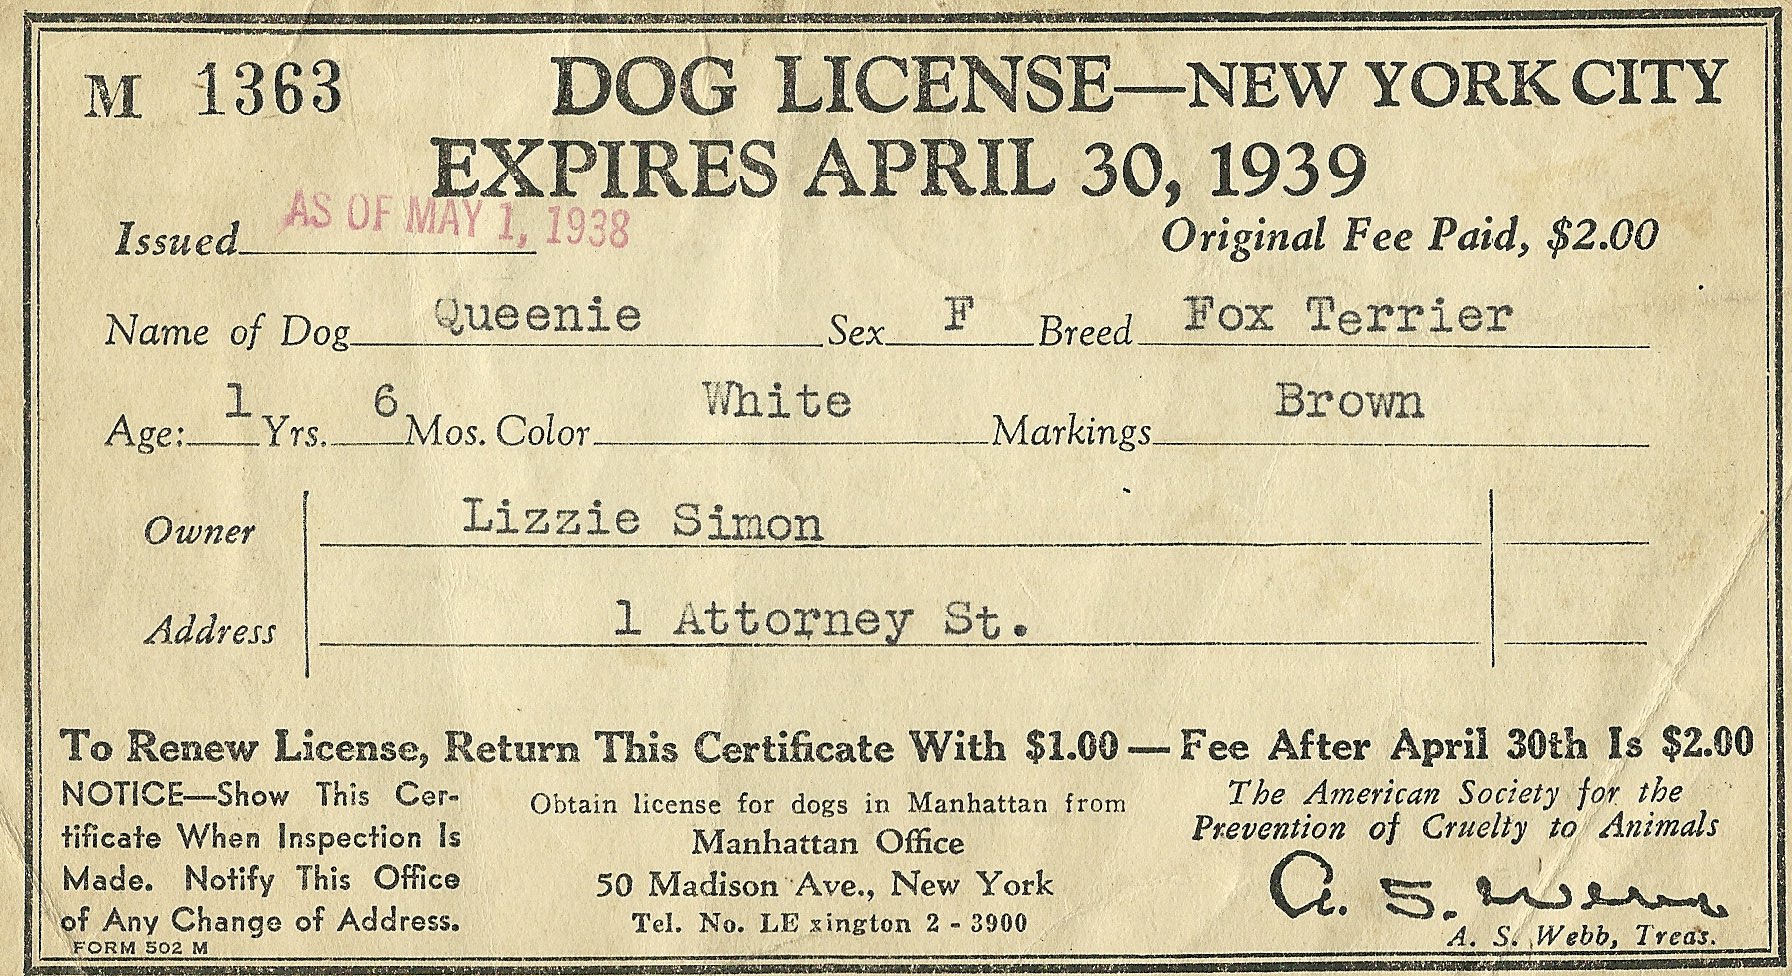 M 1363 DOG LICENSE—NEW YORK CITY
EXPIRES APRIL 30, 1939
Issued AS OF MAY 1, 1938 Original Fee Paid, $2.00
Name of Dog Queenie Sex F Breed Fox Terrier
Age: 1 Yrs. 6 Mos. Color White Markings Brown
Owner Lizzie Simon
Address 1 Attorney St.
To Renew License, Return This Certificate With $1.00 — Fee After April 30th Is $2.00
NOTICE—Show This Cer-
tificate When Inspection Is
Made. Notify This Office
of Any Change of Address.
FORM 502 M
Obtain license for dogs in Manhattan from
Manhattan Office
50 Madison Ave., New York
Tel. No. LE xington 2 - 3900
The American Society for the
Prevention of Cruelty to Animals
A. S. Webb
A. S. Webb, Treas.